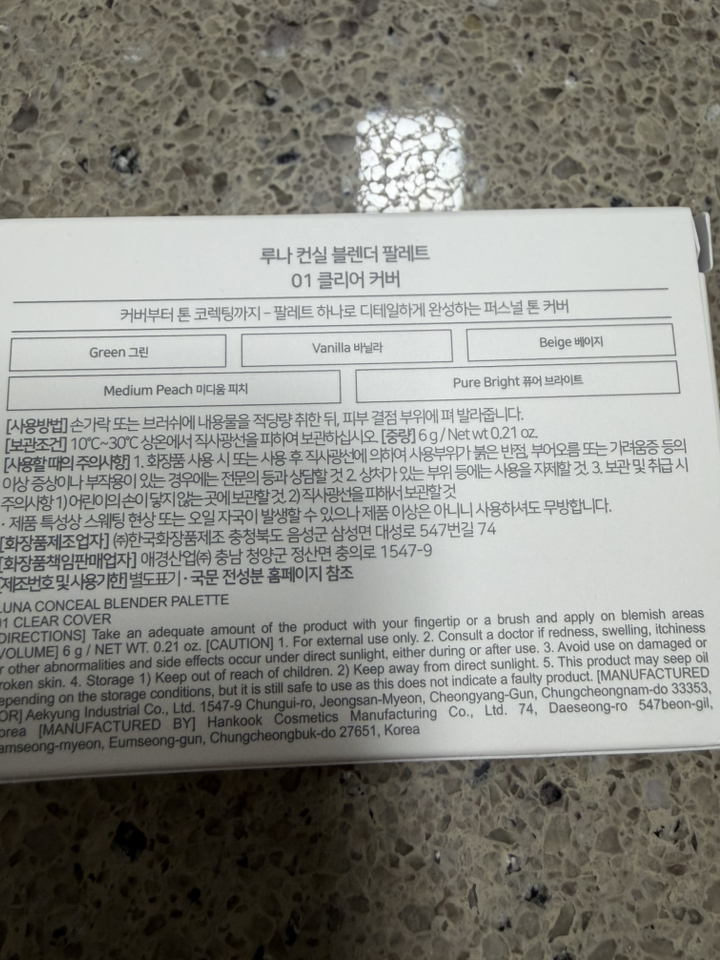 루나 컨실 블렌더 팔레트
01 클리어 커버
커버부터 톤 코렉팅까지 – 팔레트 하나로 디테일하게 완성하는 퍼스널 톤 커버
Green 그린
Vanilla 바닐라
Beige 베이지
Medium Peach 미디움 피치
Pure Bright 퓨어 브라이트
[사용방법] 손가락 또는 브러쉬에 내용물을 적당량 취한 뒤, 피부 결점 부위에 펴 발라줍니다.
[보관조건] 10℃~30℃ 상온에서 직사광선을 피하여 보관하십시오. [중량] 6 g / Net wt 0.21 oz.
[사용할 때의 주의사항] 1. 화장품 사용 시 또는 사용 후 직사광선에 의하여 사용부위가 붉은 반점, 부어오름 또는 가려움증 등의
이상 증상이나 부작용이 있는 경우에는 전문의 등과 상담할 것 2. 상처가 있는 부위 등에는 사용을 자제할 것. 3. 보관 및 취급 시
주의사항 1) 어린이의 손이 닿지 않는 곳에 보관할 것. 2) 직사광선을 피해서 보관할 것
· 제품 특성상 스웨팅 현상 또는 오일 자국이 발생할 수 있으나 제품 이상은 아니니 사용하셔도 무방합니다.
[화장품제조업자] ㈜한국화장품제조 충청북도 음성군 삼성면 대성로 547번길 74
[화장품책임판매업자] 애경산업㈜ 충남 청양군 정산면 충의로 1547-9
[제조번호 및 사용기한] 별도표기 · 국문 전성분 홈페이지 참조
LUNA CONCEAL BLENDER PALETTE
01 CLEAR COVER
[DIRECTIONS] Take an adequate amount of the product with your fingertip or a brush and apply on blemish areas
[VOLUME] 6 g / NET WT. 0.21 oz. [CAUTION] 1. For external use only. 2. Consult a doctor if redness, swelling, itchiness
or other abnormalities and side effects occur under direct sunlight, either during or after use. 3. Avoid use on damaged or
broken skin. 4. Storage 1) Keep out of reach of children. 2) Keep away from direct sunlight. 5. This product may seep oil
depending on the storage conditions, but it is still safe to use as this does not indicate a faulty product. [MANUFACTURED
FOR] Aekyung Industrial Co., Ltd. 1547-9 Chungui-ro, Jeongsan-Myeon, Cheongyang-Gun, Chungcheongnam-do 33353,
Korea [MANUFACTURED BY] Hankook Cosmetics Manufacturing Co., Ltd. 74, Daeseong-ro 547beon-gil,
amseong-myeon, Eumseong-gun, Chungcheongbuk-do 27651, Korea